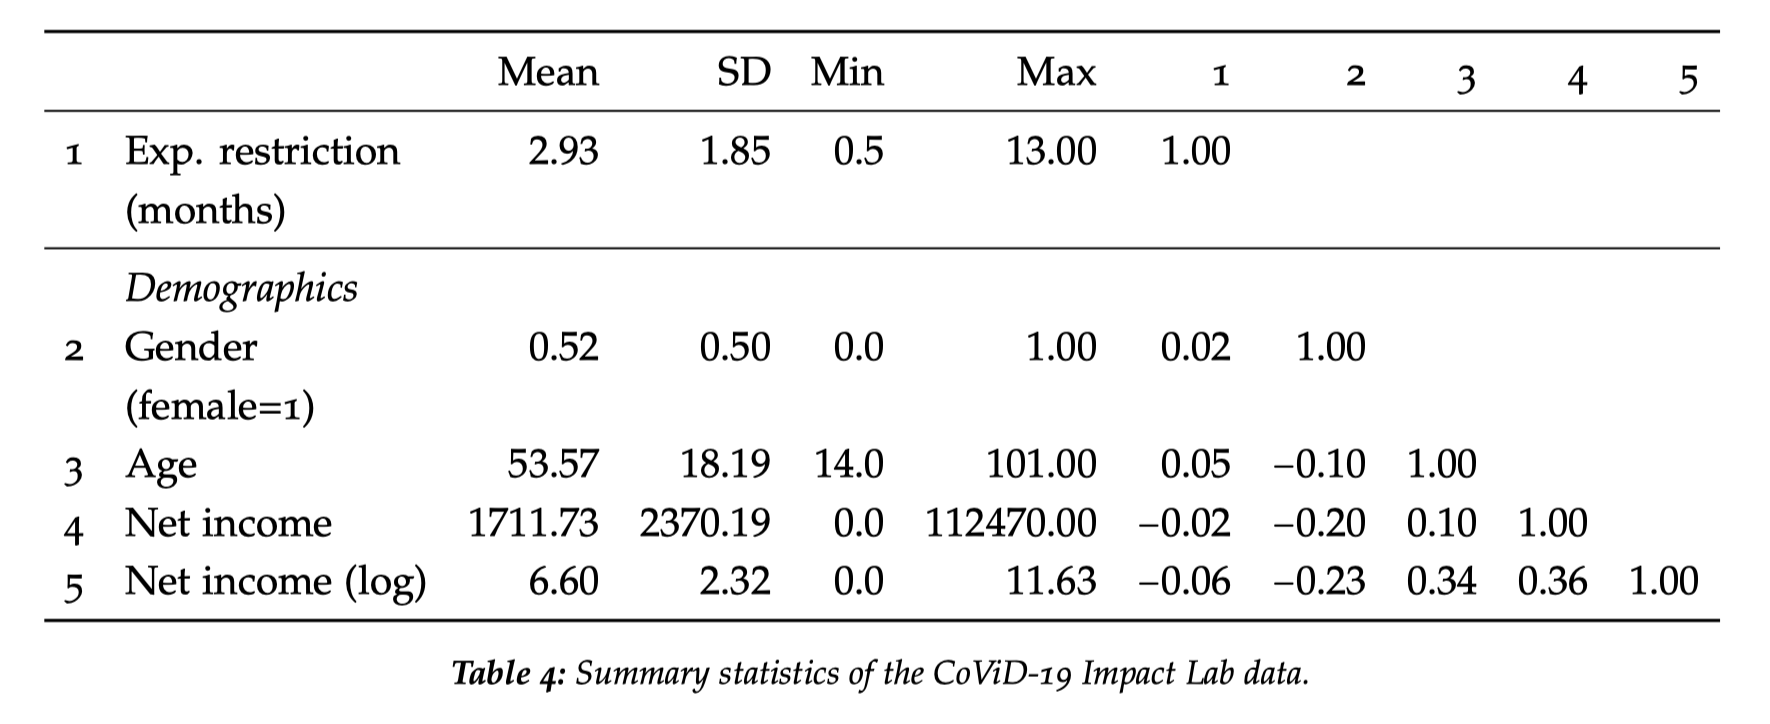 Mean SD Min Max 1 2 3 4 5
1 Exp. restriction 2.93 1.85 0.5 13.00 1.00
(months)
Demographics
2 Gender 0.52 0.50 0.0 1.00 0.02 1.00
(female=1)
3 Age 53.57 18.19 14.0 101.00 0.05 −0.10 1.00
4 Net income 1711.73 2370.19 0.0 112470.00 −0.02 −0.20 0.10 1.00
5 Net income (log) 6.60 2.32 0.0 11.63 −0.06 −0.23 0.34 0.36 1.00
Table 4: Summary statistics of the CoViD-19 Impact Lab data.